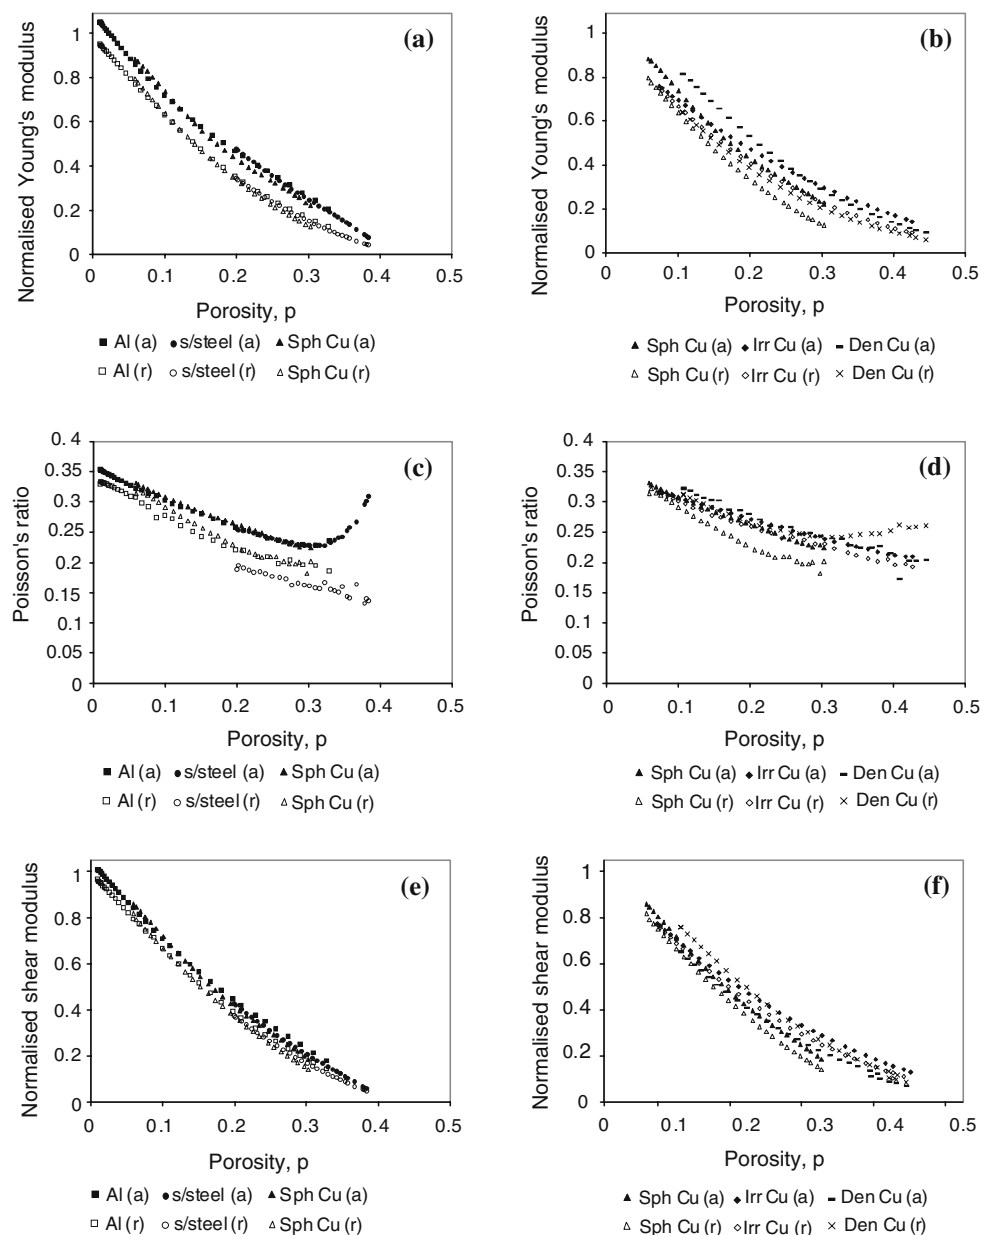 (a)
Normalised Young's modulus
1
0.8
0.6
0.4
0.2
0
0 0.1 0.2 0.3 0.4 0.5
Porosity, p
Al (a) s/steel (a) Sph Cu (a)
Al (r) s/steel (r) Sph Cu (r)
(b)
Normalised Young's modulus
1
0.8
0.6
0.4
0.2
0
0 0.1 0.2 0.3 0.4 0.5
Porosity, p
Sph Cu (a) Irr Cu (a) Den Cu (a)
Sph Cu (r) Irr Cu (r) Den Cu (r)
(c)
Poisson's ratio
0.4
0.35
0.3
0.25
0.2
0.15
0.1
0.05
0
0 0.1 0.2 0.3 0.4 0.5
Porosity, p
Al (a) s/steel (a) Sph Cu (a)
Al (r) s/steel (r) Sph Cu (r)
(d)
Poisson's ratio
0.4
0.35
0.3
0.25
0.2
0.15
0.1
0.05
0
0 0.1 0.2 0.3 0.4 0.5
Porosity, p
Sph Cu (a) Irr Cu (a) Den Cu (a)
Sph Cu (r) Irr Cu (r) Den Cu (r)
(e)
Normalised shear modulus
1
0.8
0.6
0.4
0.2
0
0 0.1 0.2 0.3 0.4 0.5
Porosity, p
Al (a) s/steel (a) Sph Cu (a)
Al (r) s/steel (r) Sph Cu (r)
(f)
Normalised shear modulus
1
0.8
0.6
0.4
0.2
0
0 0.1 0.2 0.3 0.4 0.5
Porosity, p
Sph Cu (a) Irr Cu (a) Den Cu (a)
Sph Cu (r) Irr Cu (r) Den Cu (r)